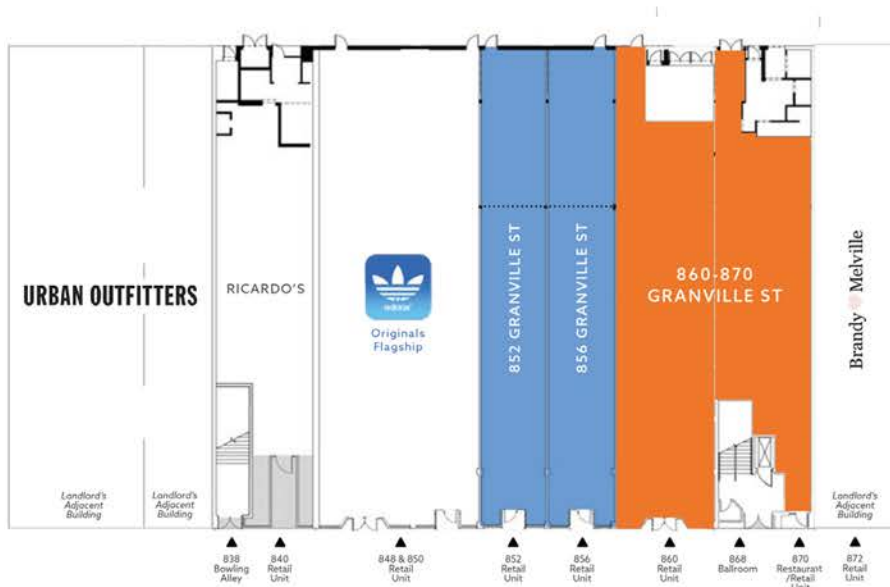 URBAN OUTFITTERS
RICARDO'S
adidas
Originals
Flagship
852 GRANVILLE ST
856 GRANVILLE ST
860-870
GRANVILLE ST
Brandy Melville
Landlord's
Adjacent
Building
Landlord's
Adjacent
Building
Landlord's
Adjacent
Building
838
Bowling
Alley
840
Retail
Unit
848 & 850
Retail
Unit
852
Retail
Unit
856
Retail
Unit
860
Retail
Unit
868
Ballroom
870
Restaurant
/Retail
Unit
872
Retail
Unit